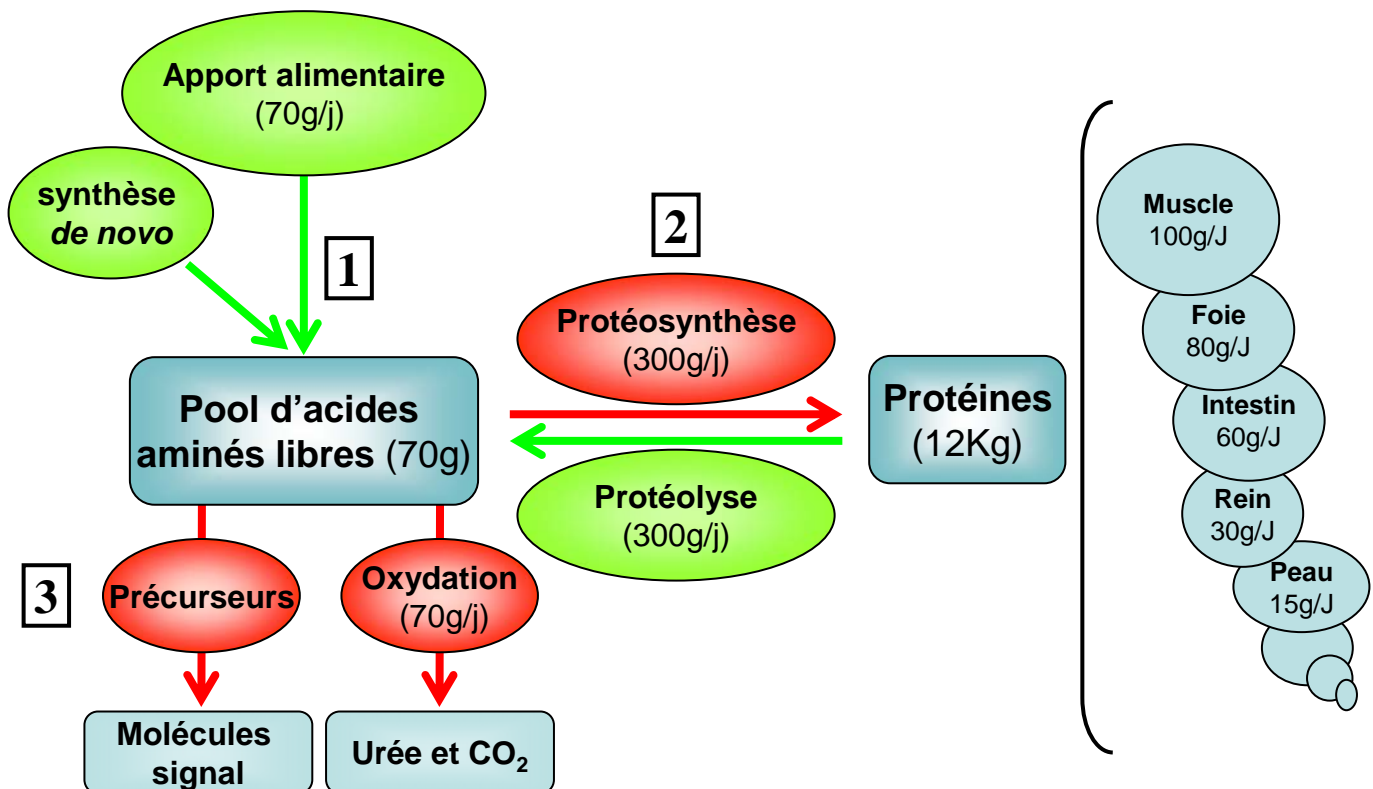 Apport alimentaire
(70g/j)
synthèse
de novo
1
2
Protéosynthèse
(300g/j)
Pool d’acides
aminés libres (70g)
Protéines
(12Kg)
Protéolyse
(300g/j)
3
Précurseurs
Oxydation
(70g/j)
Molécules
signal
Urée et CO₂
Muscle
100g/J
Foie
80g/J
Intestin
60g/J
Rein
30g/J
Peau
15g/J